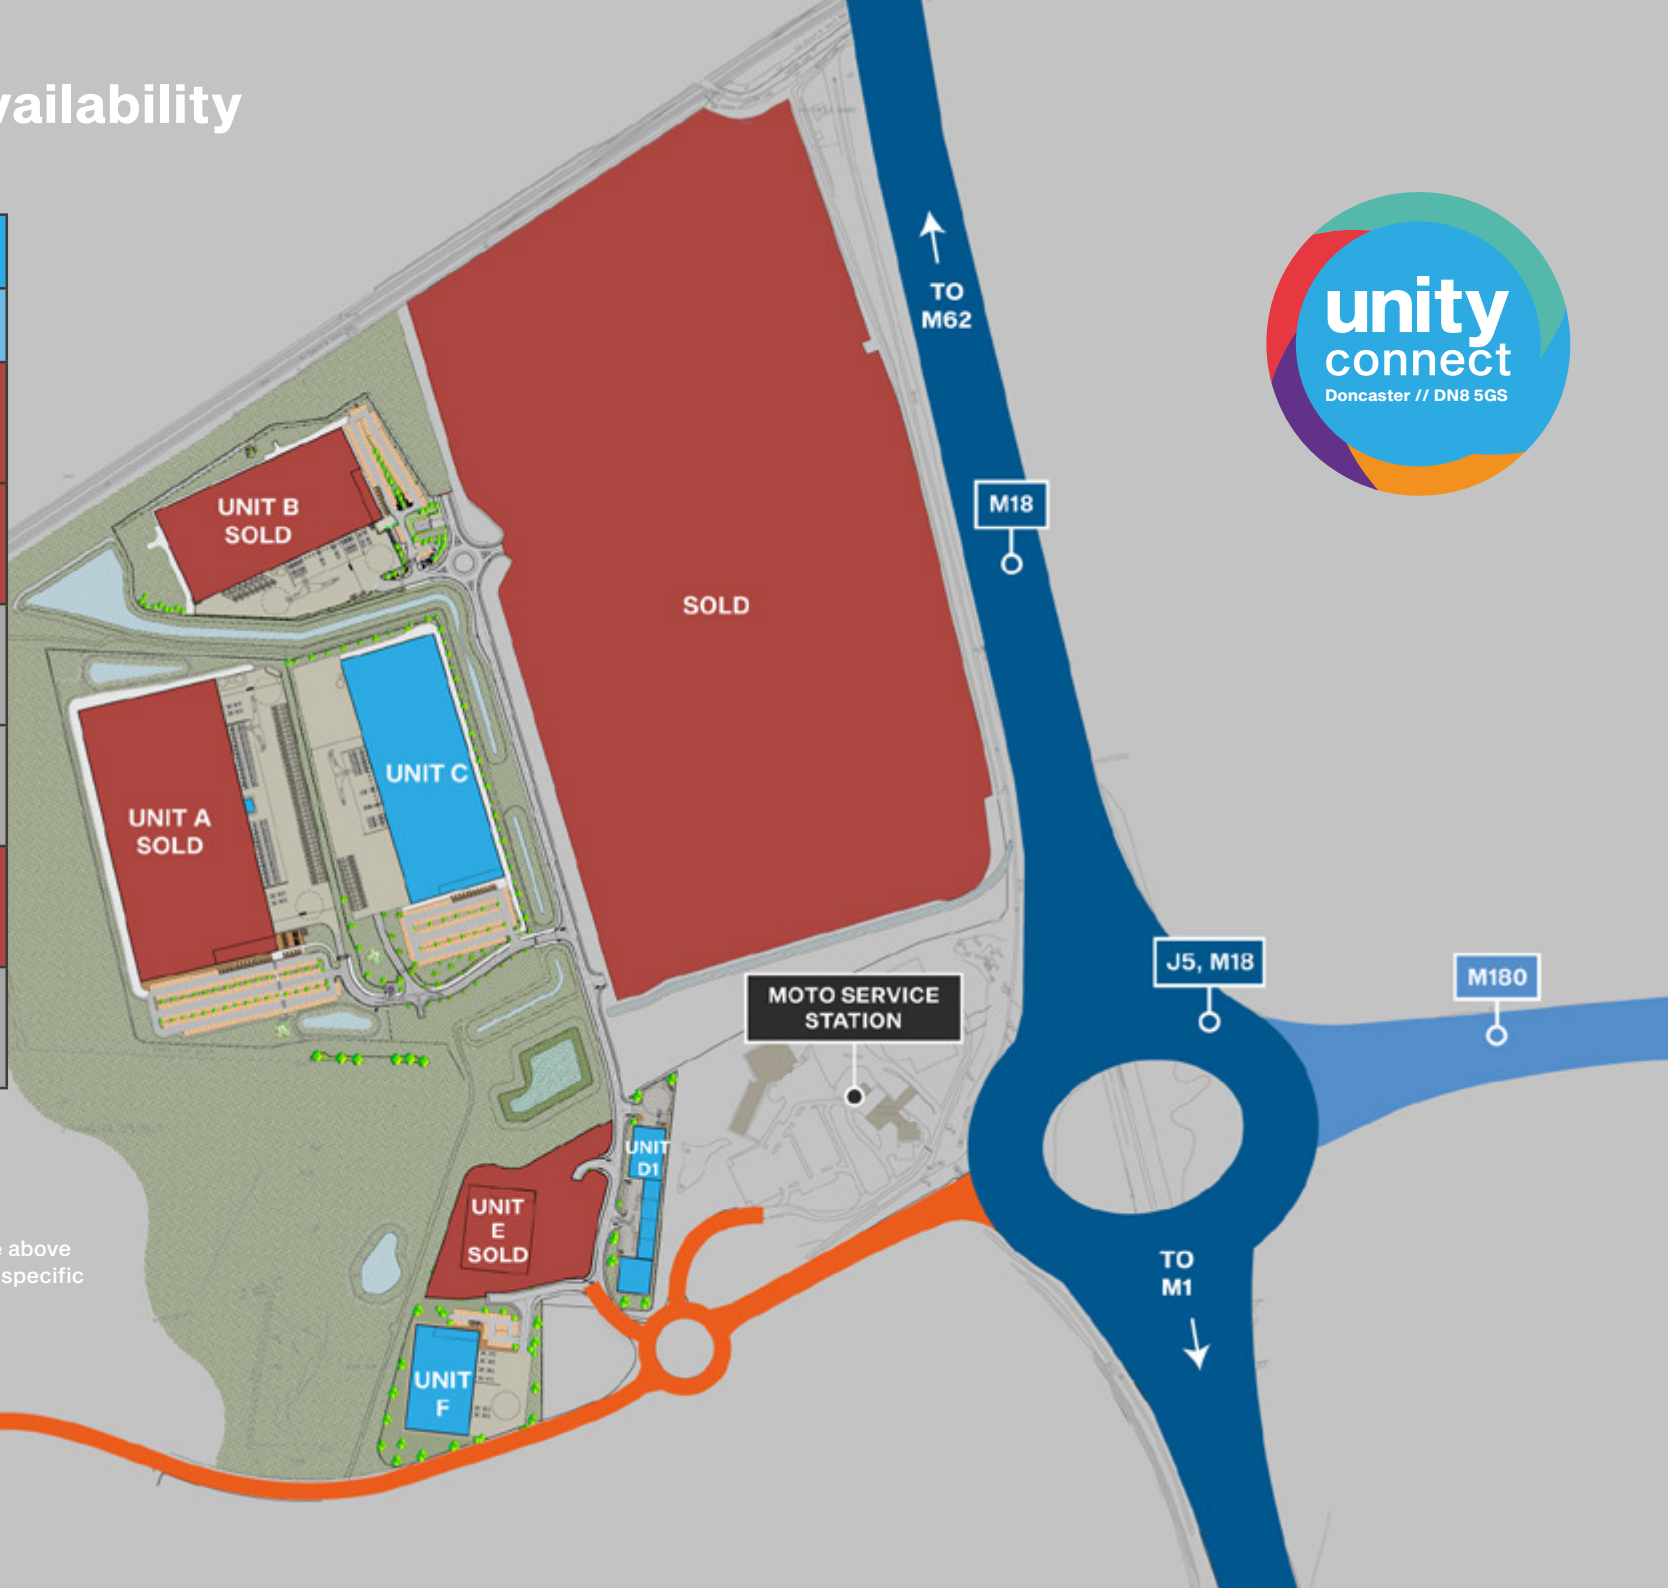 vailability
TO
M62
unity
connect
Doncaster // DN8 5GS
UNIT B
SOLD
M18
SOLD
UNIT C
UNIT A
SOLD
J5, M18
M180
MOTO SERVICE
STATION
UNIT
D1
UNIT
E
SOLD
above
specific
TO
M1
UNIT
F